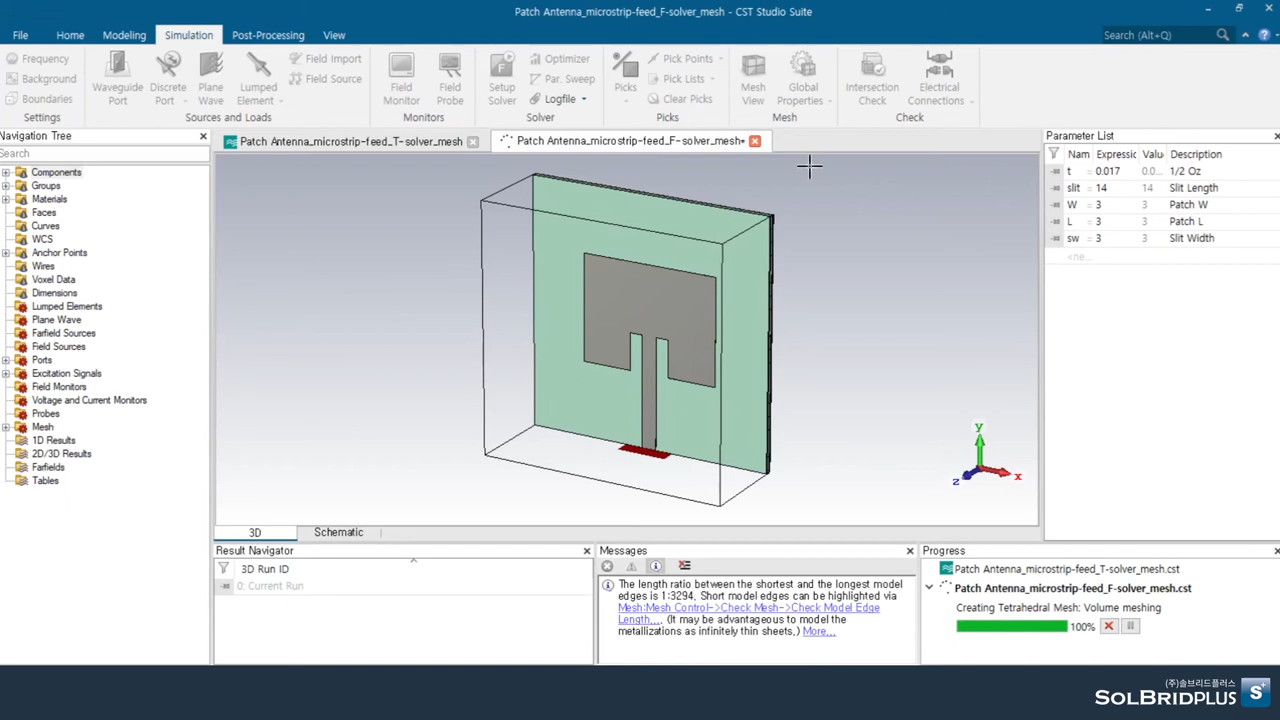 Patch Antenna_microstrip-feed_F-solver_mesh - CST Studio Suite
File Home Modeling Simulation Post-Processing View Search (Alt+Q)
Frequency
Background
Boundaries
Settings
Waveguide Port
Discrete Port
Plane Wave
Lumped Element
Field Import
Field Source
Sources and Loads
Field Monitor
Field Probe
Monitors
Setup Solver
Optimizer
Par. Sweep
Logfile
Solver
Picks
Pick Points
Pick Lists
Clear Picks
Picks
Mesh View
Global Properties
Mesh
Intersection Check
Electrical Connections
Check
Navigation Tree
Search
Components
Groups
Materials
Faces
Curves
WCS
Anchor Points
Wires
Voxel Data
Dimensions
Lumped Elements
Plane Wave
Farfield Sources
Field Sources
Ports
Excitation Signals
Field Monitors
Voltage and Current Monitors
Probes
Mesh
1D Results
2D/3D Results
Farfields
Tables
Patch Antenna_microstrip-feed_T-solver_mesh
Patch Antenna_microstrip-feed_F-solver_mesh*
y
x
z
3D Schematic
Parameter List
Nam Expressic Valu Description
t = 0.017 0.0... 1/2 Oz
slit = 14 14 Slit Length
W = 3 3 Patch W
L = 3 3 Patch L
sw = 3 3 Slit Width
<ne...
Result Navigator
3D Run ID
0: Current Run
Messages
The length ratio between the shortest and the longest model
edges is 1:3294, Short model edges can be highlighted via
Mesh:Mesh Control->Check Mesh->Check Model Edge
Length..., (It may be advantageous to model the
metallizations as infinitely thin sheets,) More...
Progress
Patch Antenna_microstrip-feed_T-solver_mesh.cst
Patch Antenna_microstrip-feed_F-solver_mesh.cst
Creating Tetrahedral Mesh: Volume meshing
100%
(주)솔브리드플러스
SOLBRIDPLUS S+